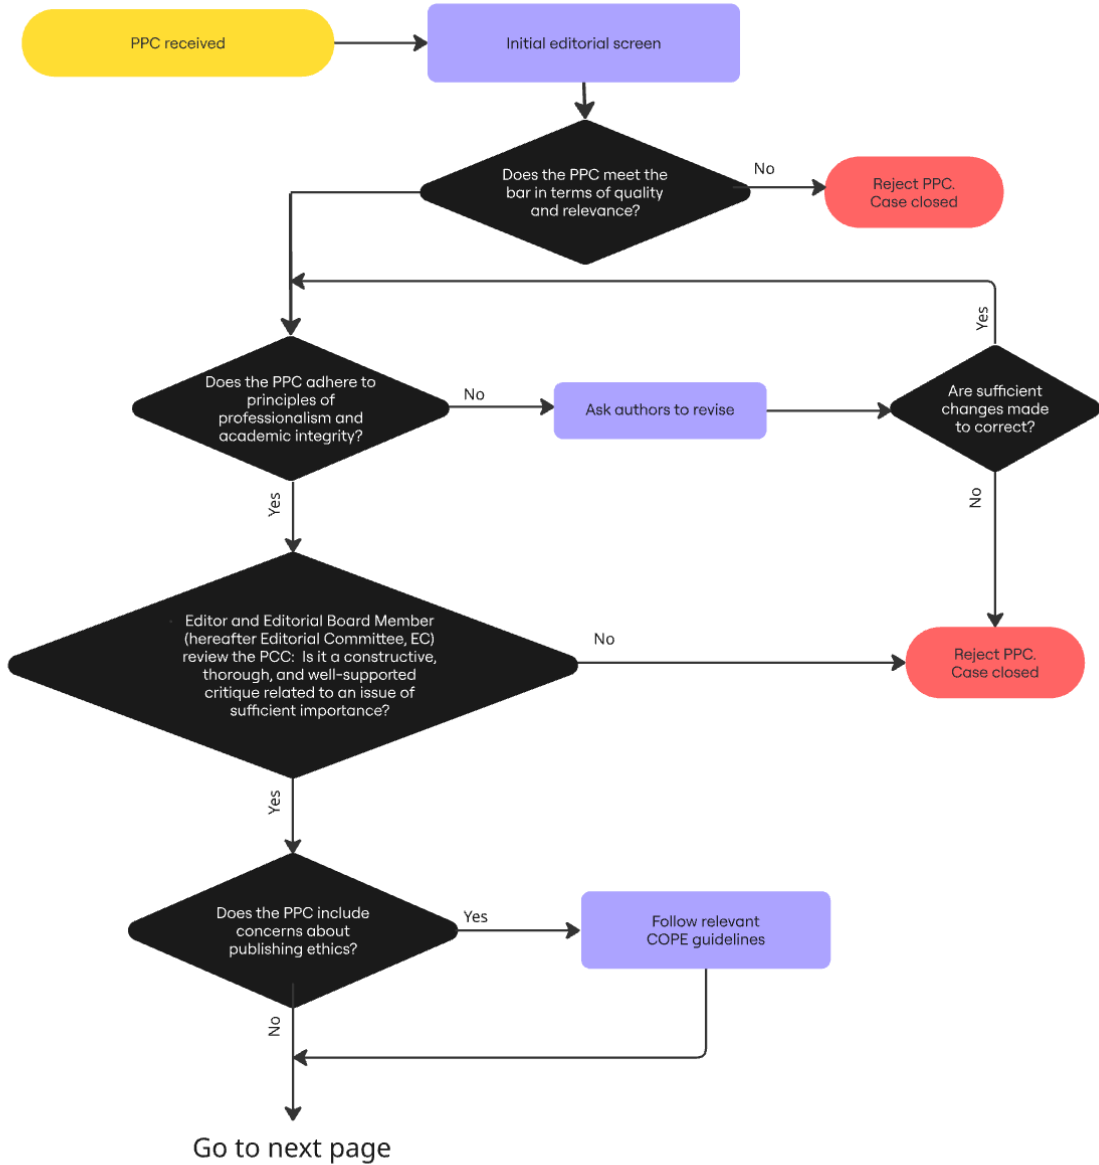 PPC received
Initial editorial screen
Does the PPC meet the
bar in terms of quality
and relevance?
No
Reject PPC.
Case closed
Yes
Does the PPC adhere to
principles of
professionalism and
academic integrity?
No
Ask authors to revise
Are sufficient
changes made
to correct?
Yes
No
Editor and Editorial Board Member
(hereafter Editorial Committee, EC)
review the PCC:  Is it a constructive,
thorough, and well-supported
critique related to an issue of
sufficient importance?
No
Reject PPC.
Case closed
Yes
Does the PPC include
concerns about
publishing ethics?
Yes
Follow relevant
COPE guidelines
No
Go to next page